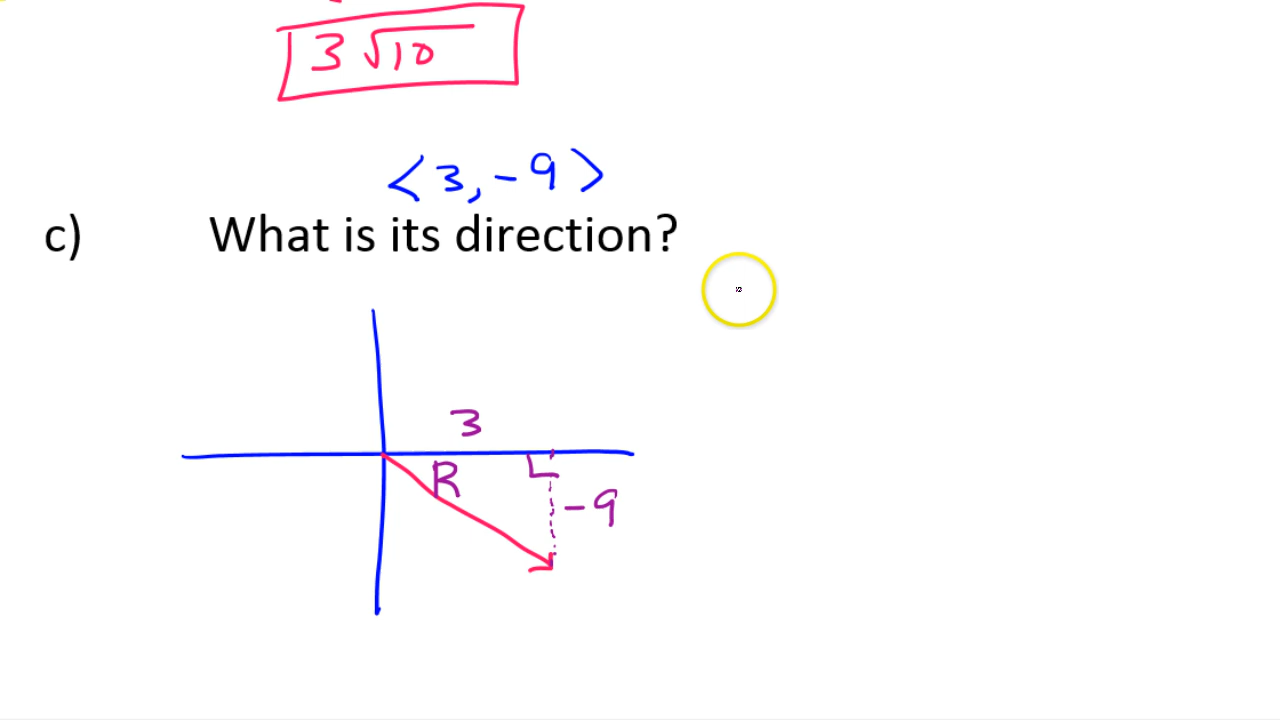 3√10
<3, -9>
c) What is its direction?
3
R
-9